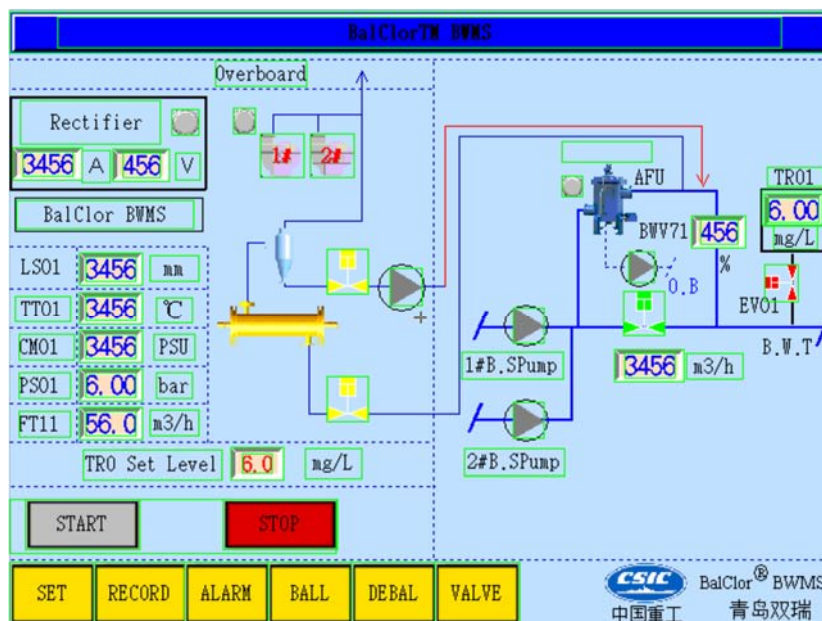 BalClorTM BWMS
Overboard
Rectifier
3456 A 456 V
BalClor BWMS
LS01 3456 mm
TT01 3456 ℃
CM01 3456 PSU
PS01 6.00 bar
FT11 56.0 m3/h
TRO Set Level 6.0 mg/L
START STOP
1# 2#
AFU
BWV71 456
%
TR01
6.00
mg/L
O.B
EV01
B.W.T
1#B.SPump
3456 m3/h
2#B.SPump
SET RECORD ALARM BALL DEBAL VALVE
CSIC
中国重工
BalClor® BWMS
青岛双瑞